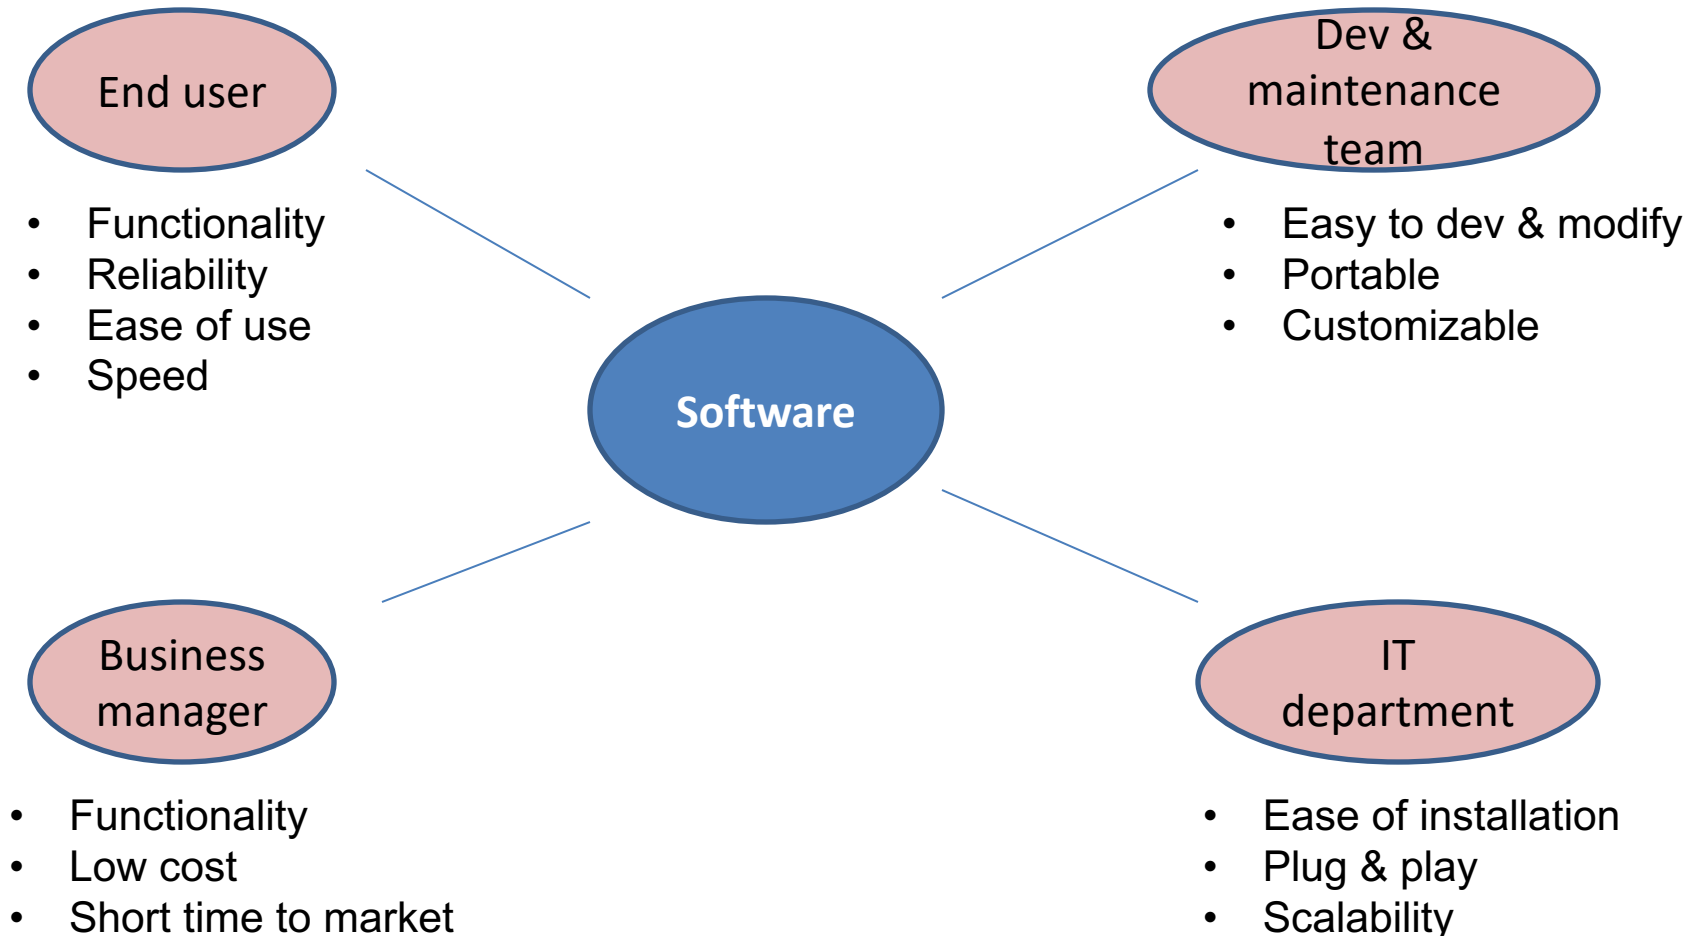 End user
• Functionality
• Reliability
• Ease of use
• Speed
Dev &
maintenance
team
• Easy to dev & modify
• Portable
• Customizable
Software
Business
manager
• Functionality
• Low cost
• Short time to market
IT
department
• Ease of installation
• Plug & play
• Scalability